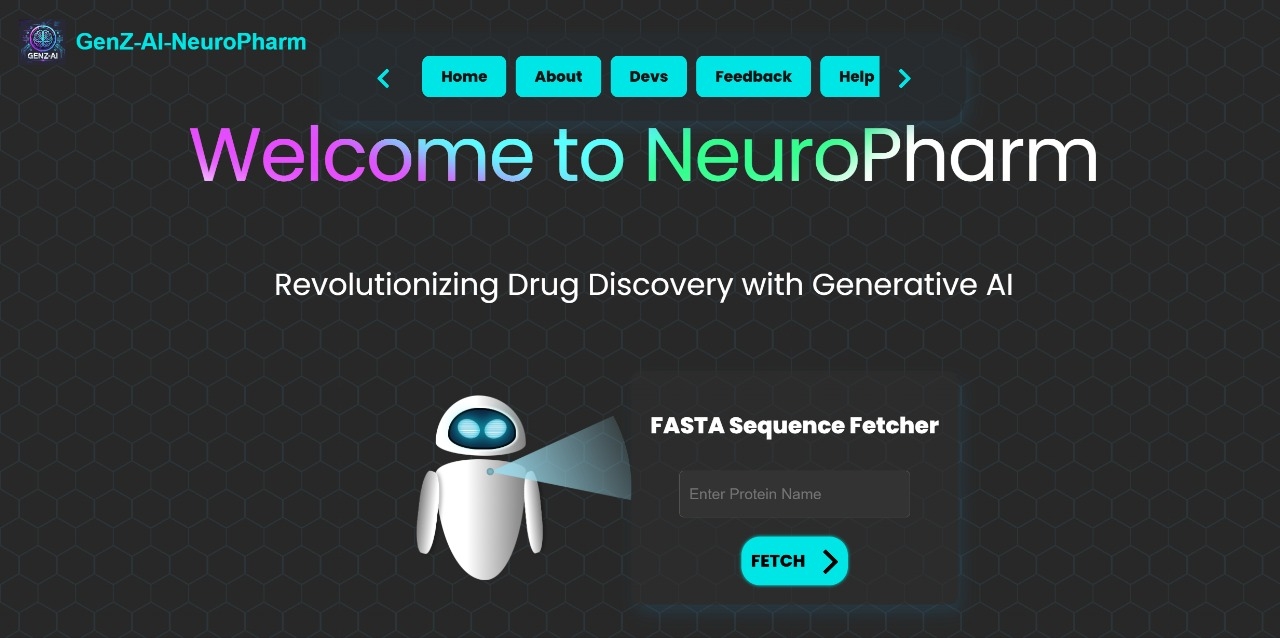 GENZ-AI
GenZ-AI-NeuroPharm
Home About Devs Feedback Help
Welcome to NeuroPharm
Revolutionizing Drug Discovery with Generative AI
FASTA Sequence Fetcher
Enter Protein Name
FETCH